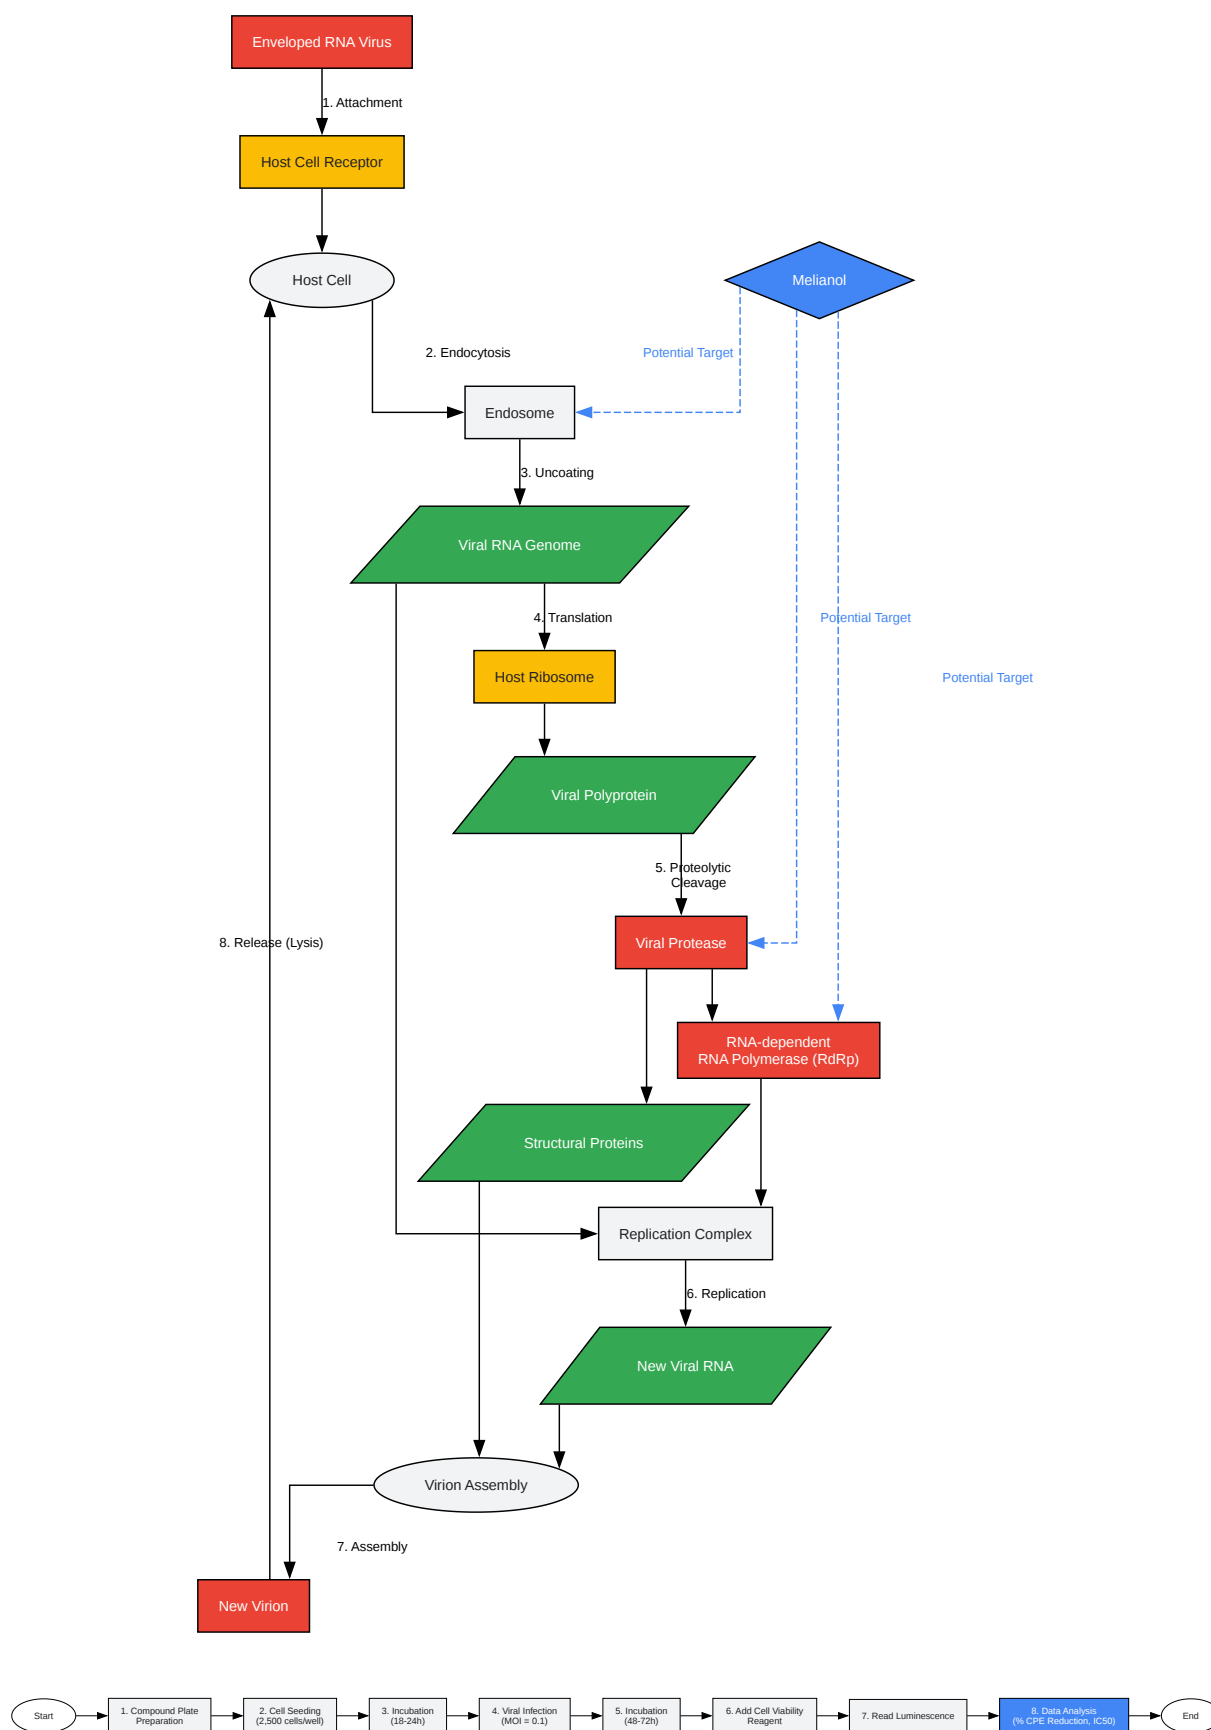 Enveloped RNA Virus
1. Attachment
Host Cell Receptor
Host Cell
Melianol
2. Endocytosis
Potential Target
Endosome
3. Uncoating
Viral RNA Genome
4. Translation
Potential Target
Host Ribosome
Potential Target
Viral Polyprotein
5. Proteolytic
Cleavage
Viral Protease
8. Release (Lysis)
RNA-dependent
RNA Polymerase (RdRp)
Structural Proteins
Replication Complex
6. Replication
New Viral RNA
Virion Assembly
7. Assembly
New Virion
Start
1. Compound Plate
Preparation
2. Cell Seeding
(2,500 cells/well)
3. Incubation
(18-24h)
4. Viral Infection
(MOI = 0.1)
5. Incubation
(48-72h)
6. Add Cell Viability
Reagent
7. Read Luminescence
8. Data Analysis
(% CPE Reduction, IC50)
End